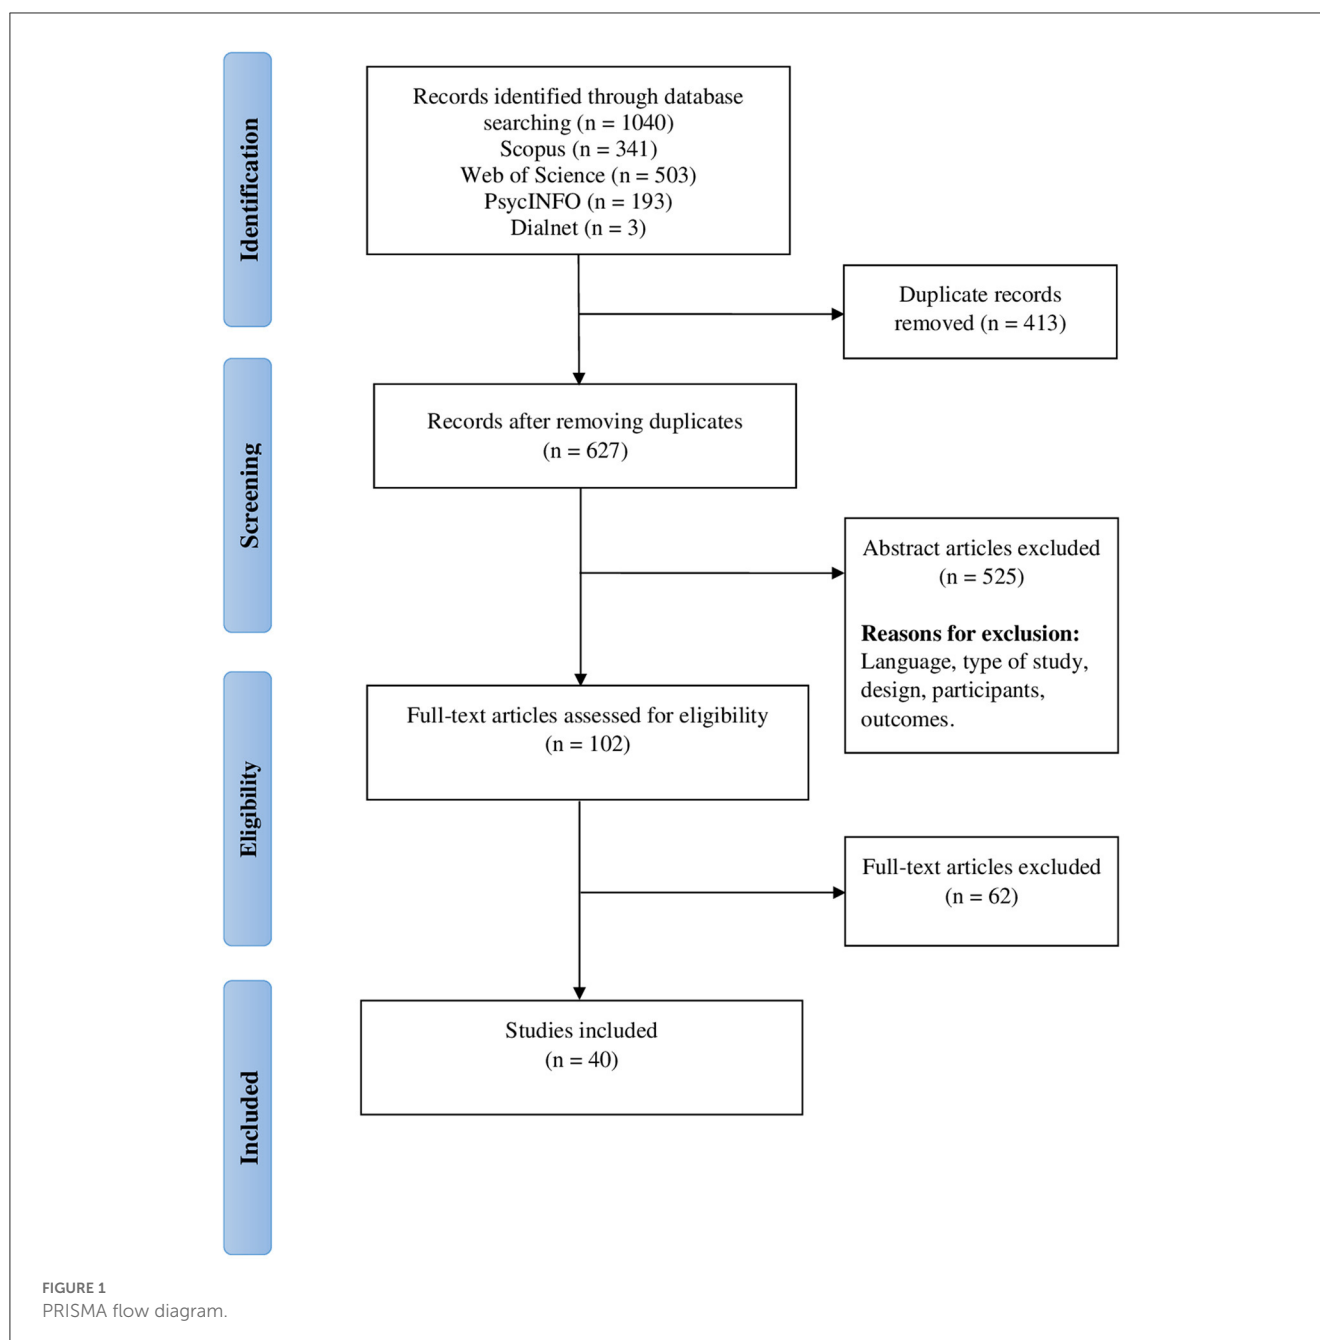 Identification
Records identified through database
searching (n = 1040)
Scopus (n = 341)
Web of Science (n = 503)
PsycINFO (n = 193)
Dialnet (n = 3)
Duplicate records
removed (n = 413)
Screening
Records after removing duplicates
(n = 627)
Abstract articles excluded
(n = 525)
Reasons for exclusion:
Language, type of study,
design, participants,
outcomes.
Eligibility
Full-text articles assessed for eligibility
(n = 102)
Full-text articles excluded
(n = 62)
Included
Studies included
(n = 40)
FIGURE 1
PRISMA flow diagram.